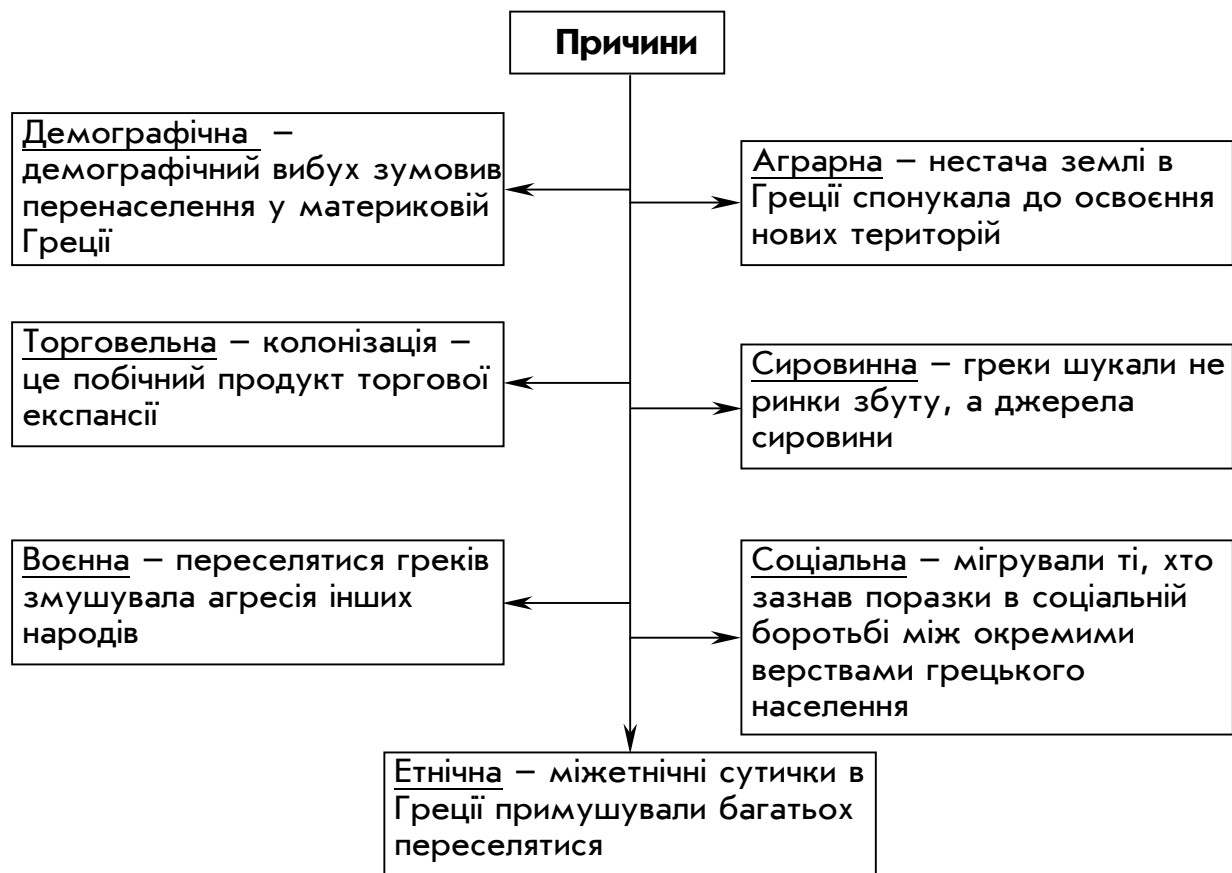 Причини
Демографічна –
демографічний вибух зумовив
перенаселення у материковій
Греції
Аграрна – нестача землі в
Греції спонукала до освоєння
нових територій
Торговельна – колонізація –
це побічний продукт торгової
експансії
Сировинна – греки шукали не
ринки збуту, а джерела
сировини
Воєнна – переселятися греків
змушувала агресія інших
народів
Соціальна – мігрували ті, хто
зазнав поразки в соціальній
боротьбі між окремими
верствами грецького
населення
Етнічна – міжетнічні сутички в
Греції примушували багатьох
переселятися